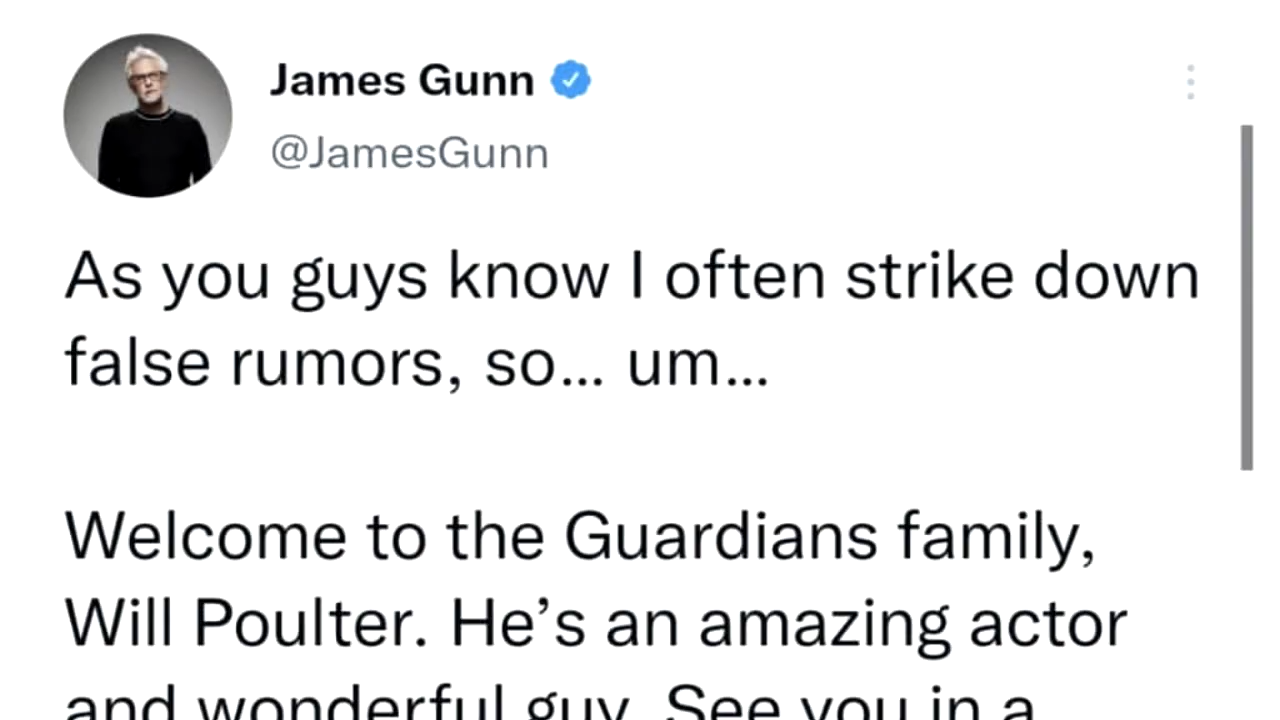 James Gunn
@JamesGunn
As you guys know I often strike down
false rumors, so... um...
Welcome to the Guardians family,
Will Poulter. He’s an amazing actor
and wonderful guy. See you in a